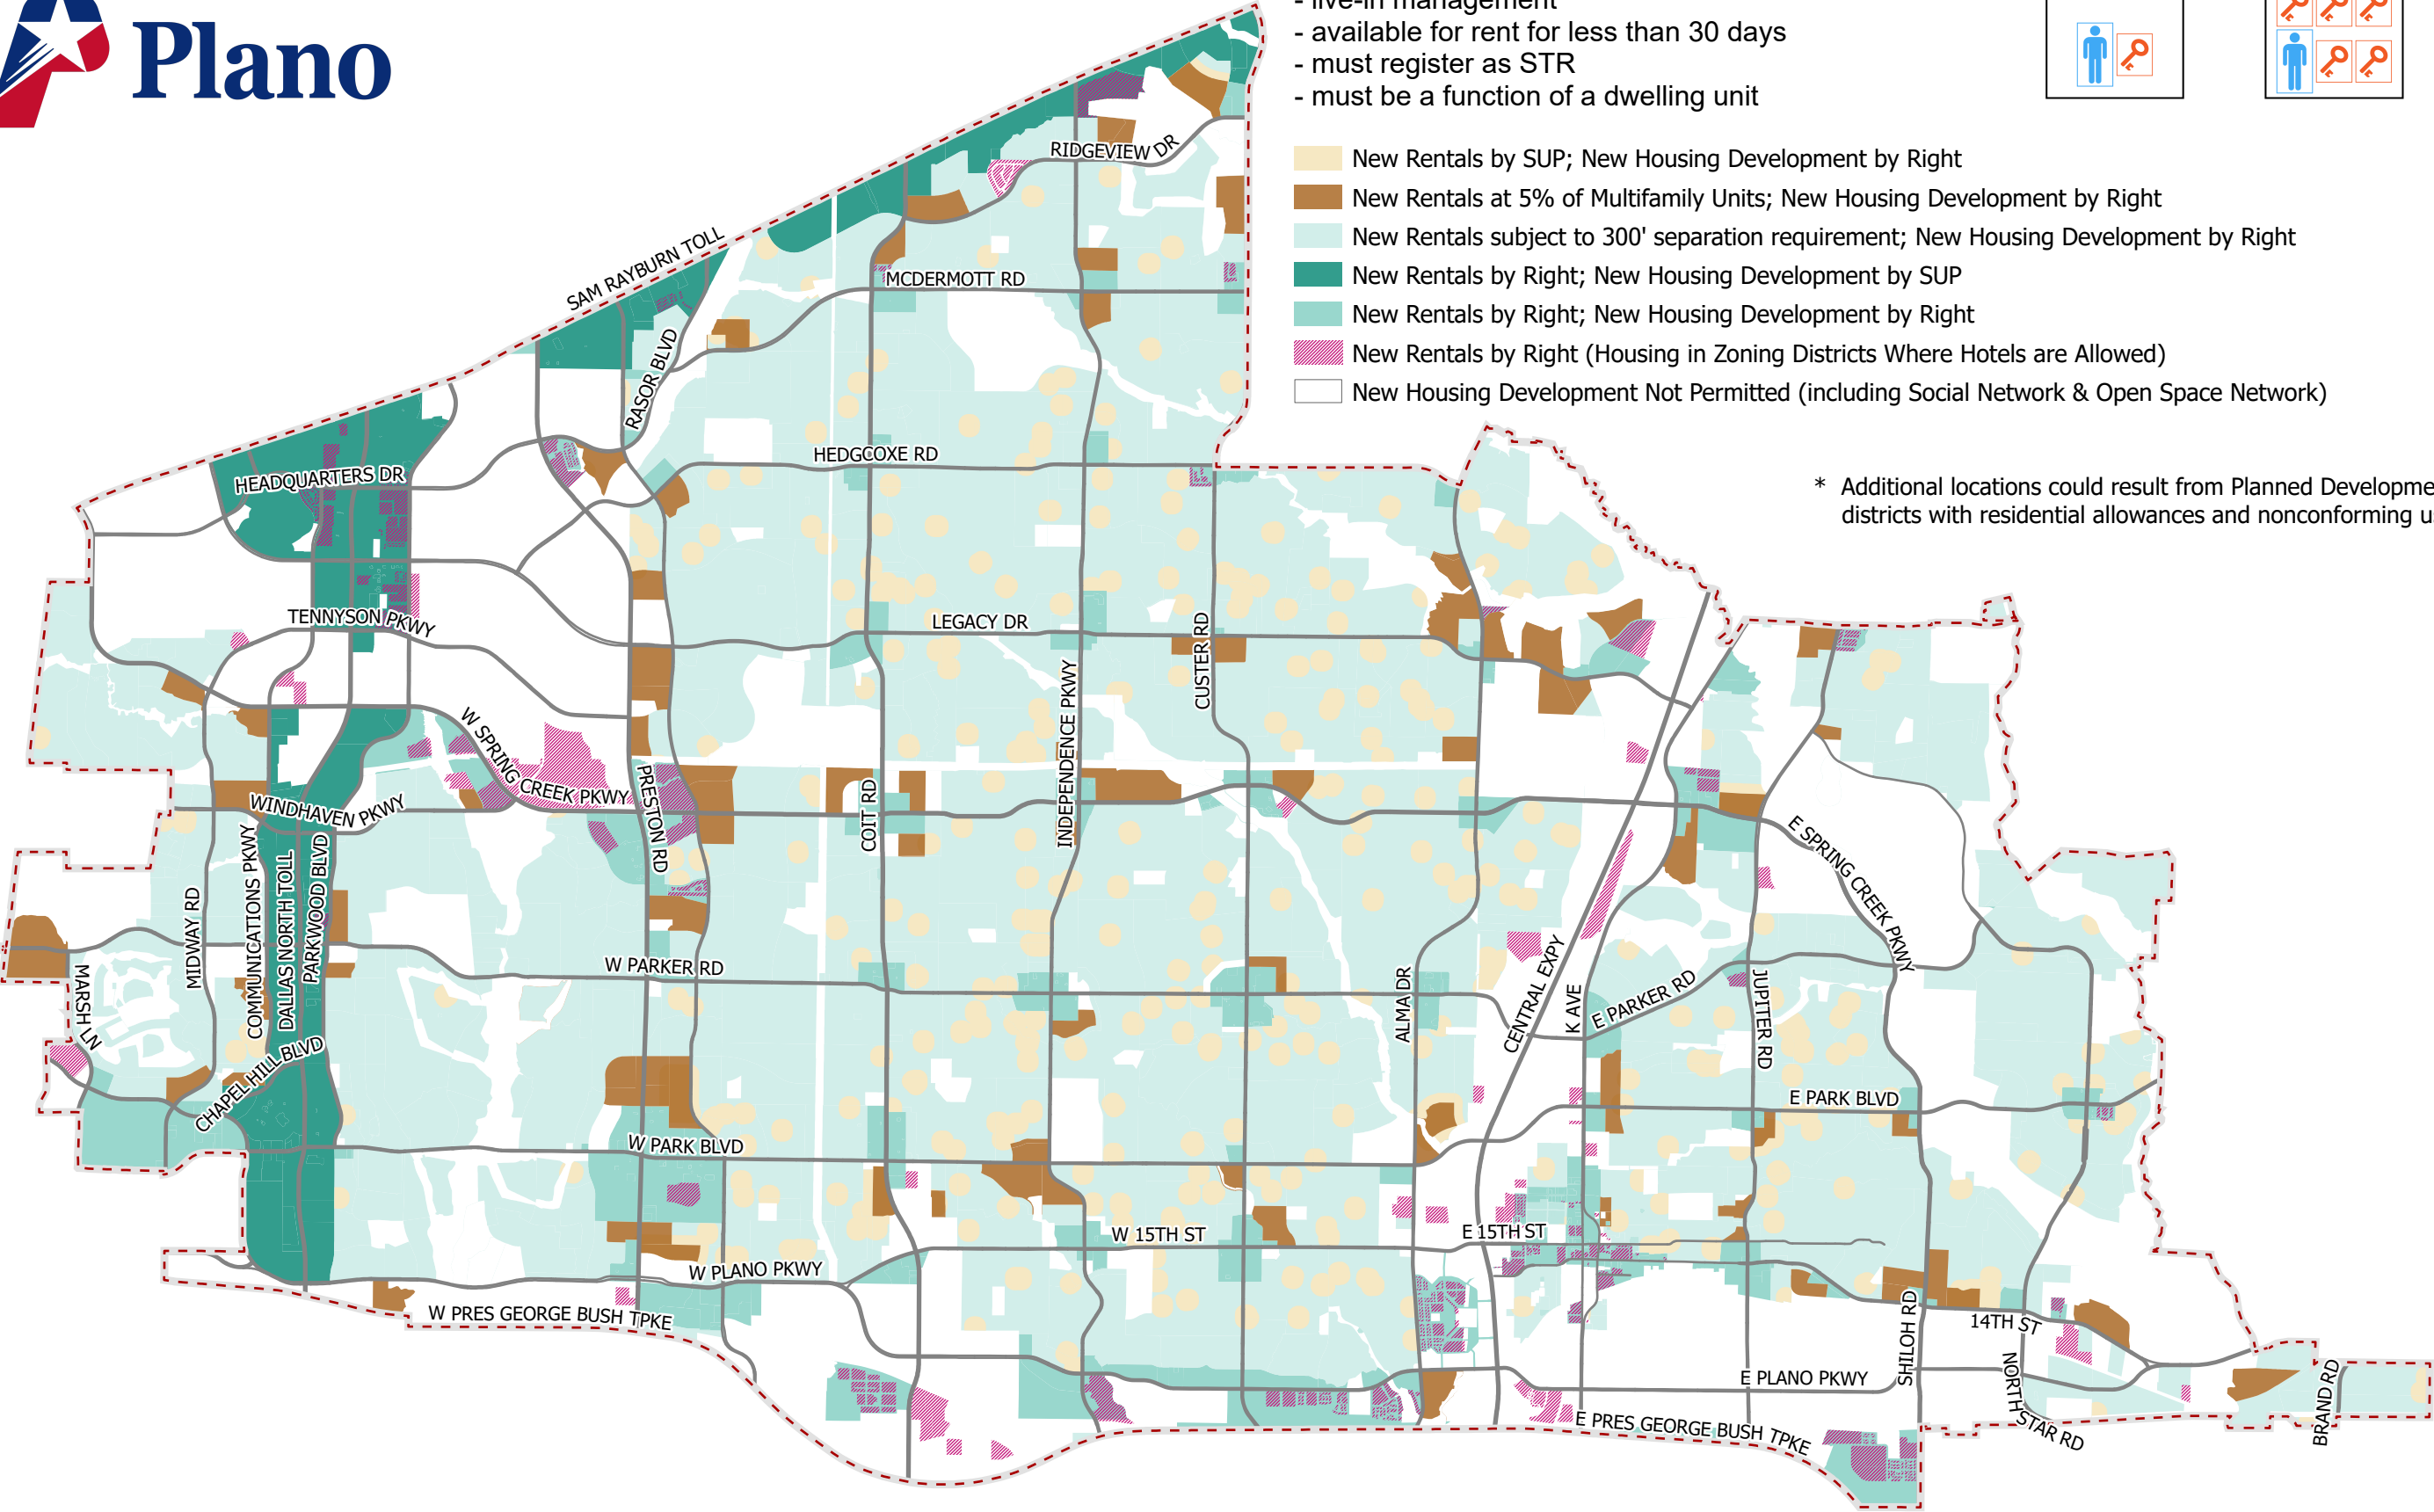 Plano
- live-in management
- available for rent for less than 30 days
- must register as STR
- must be a function of a dwelling unit
New Rentals by SUP; New Housing Development by Right
New Rentals at 5% of Multifamily Units; New Housing Development by Right
New Rentals subject to 300' separation requirement; New Housing Development by Right
New Rentals by Right; New Housing Development by SUP
New Rentals by Right; New Housing Development by Right
New Rentals by Right (Housing in Zoning Districts Where Hotels are Allowed)
New Housing Development Not Permitted (including Social Network & Open Space Network)
* Additional locations could result from Planned Developme
districts with residential allowances and nonconforming u
RIDGEVIEW DR
SAM RAYBURN TOLL
MCDERMOTT RD
RASOR BLVD
HEDGCOXE RD
HEADQUARTERS DR
TENNYSON PKWY
LEGACY DR
CUSTER RD
INDEPENDENCE PKWY
W SPRING CREEK PKWY
PRESTON RD
COIT RD
WINDHAVEN PKWY
COMMUNICATIONS PKWY
DALLAS NORTH TOLL
PARKWOOD BLVD
MIDWAY RD
E SPRING CREEK PKWY
W PARKER RD
MARSH LN
ALMA DR
CENTRAL EXPY
K AVE
E PARKER RD
JUPITER RD
CHAPEL HILL BLVD
E PARK BLVD
W PARK BLVD
W 15TH ST
E 15TH ST
W PLANO PKWY
W PRES GEORGE BUSH TPKE
SHILOH RD
14TH ST
E PLANO PKWY
NORTH STAR RD
BRAND RD
E PRES GEORGE BUSH TPKE